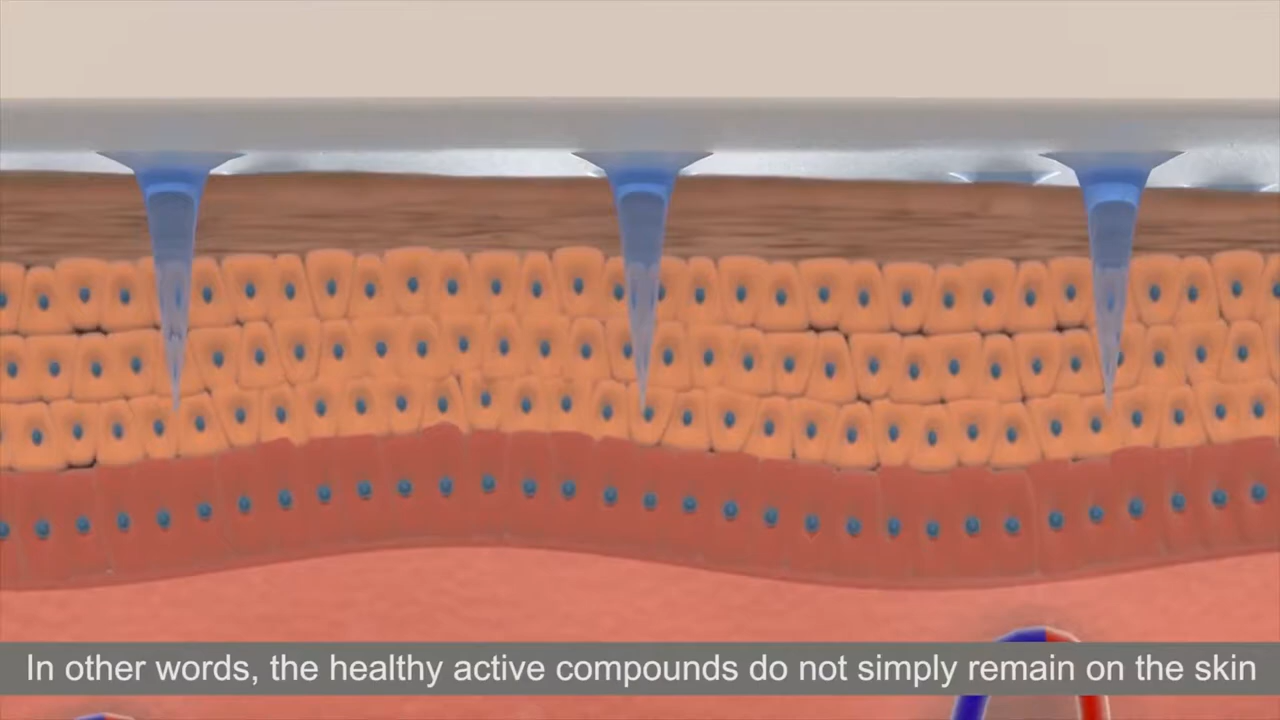 In other words, the healthy active compounds do not simply remain on the skin